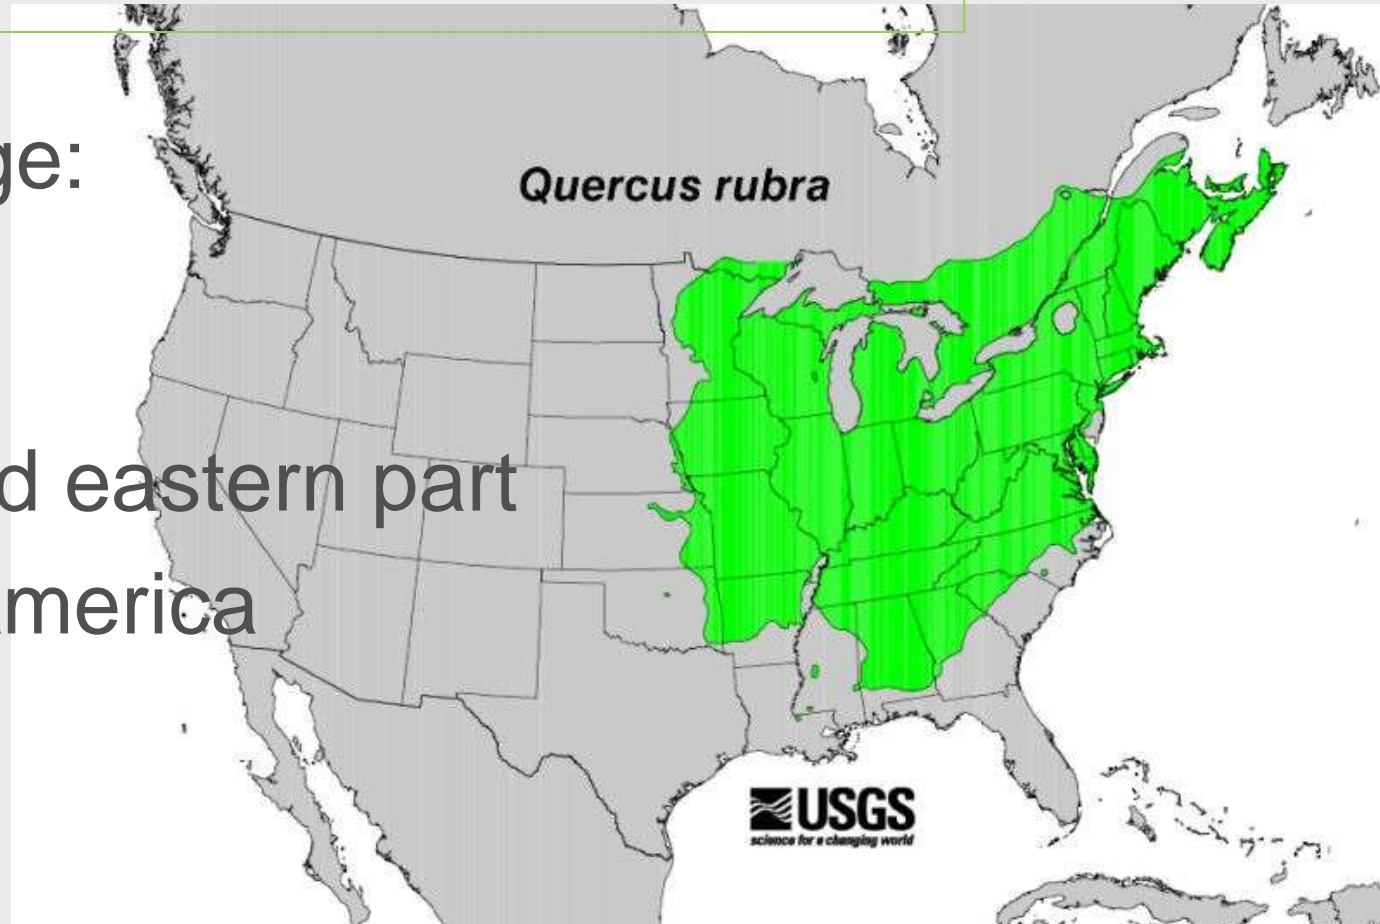 ge:
Quercus rubra
d eastern part
merica
USGS
science for a changing world